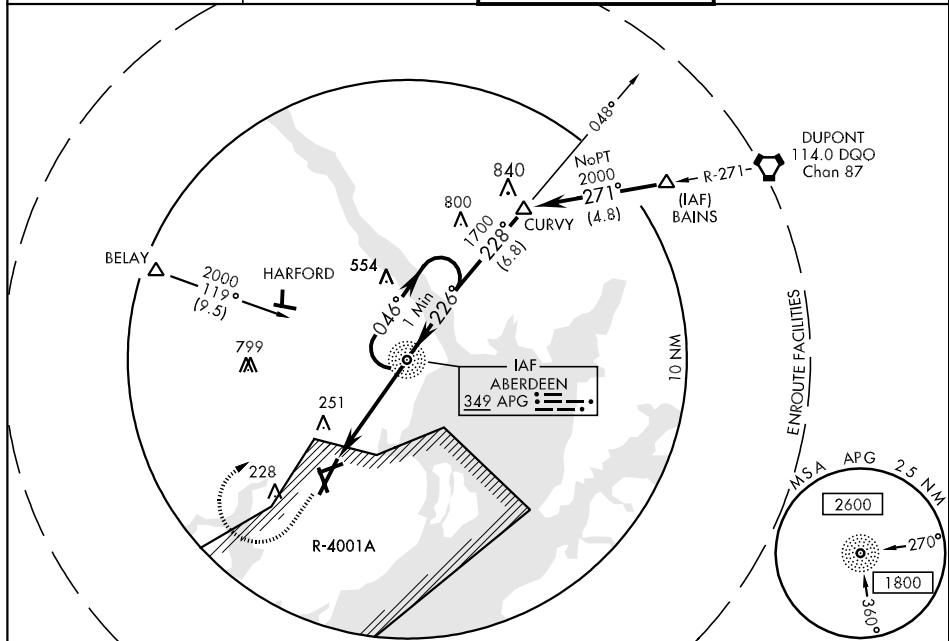 048°
DUPONT
114.0 DQO
Chan 87
NoPT
2000
271°
(4.8)
R-271
(IAF)
BAINS
840
CURVY
800
1700
228°
(6.8)
BELAY
2000
119°
(9.5)
HARFORD
554
046°
1 Min
226°
799
IAF
ABERDEEN
349 APG
10 NM
ENROUTE FACILITIES
251
228
R-4001A
MSA APG 25 NM
2600
270°
1800
360°